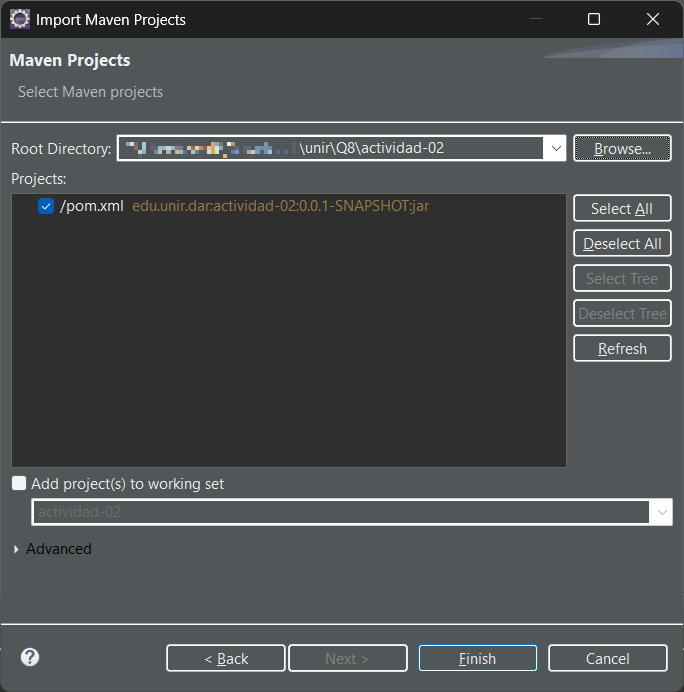 Import Maven Projects
Maven Projects
Select Maven projects
Root Directory: \unir\Q8\actividad-02 Browse...
Projects:
/pom.xml edu.unir.dar:actividad-02:0.0.1-SNAPSHOT:jar
Select All
Deselect All
Select Tree
Deselect Tree
Refresh
Add project(s) to working set
actividad-02
Advanced
? < Back Next > Finish Cancel